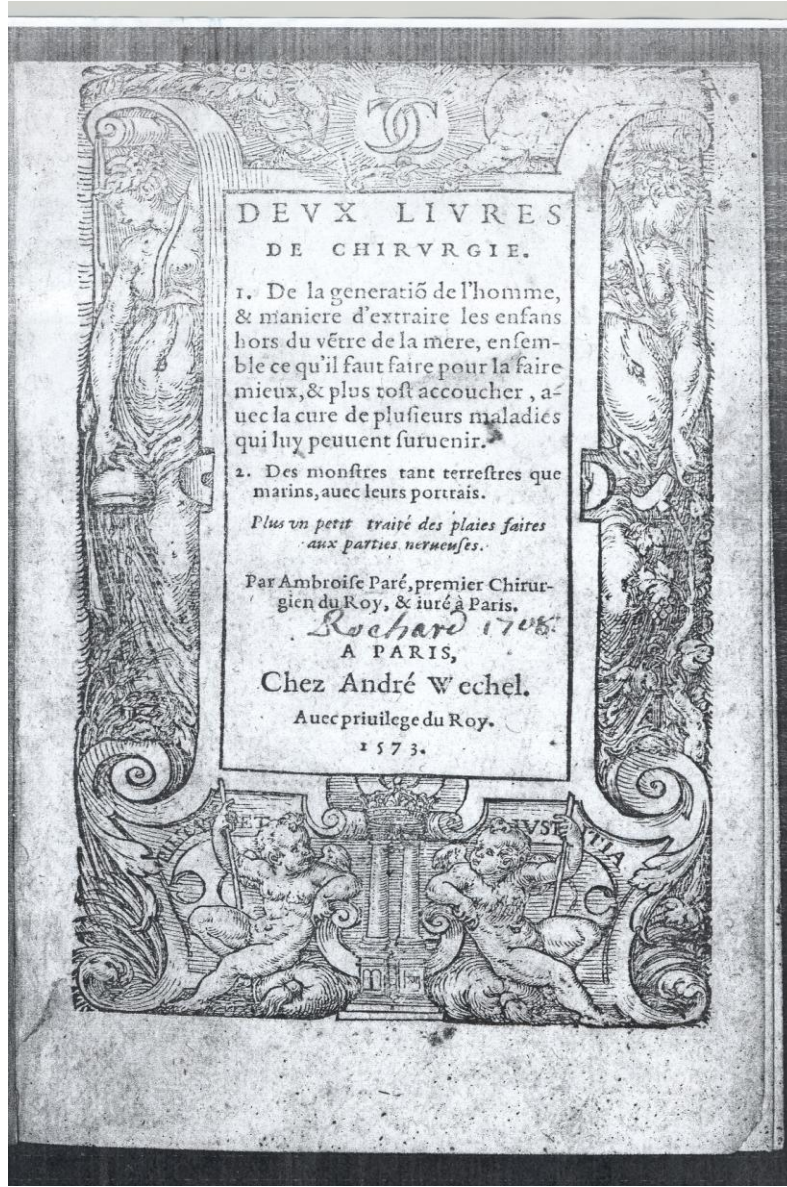 DEVX LIVRES
DE CHIRVRGIE.
1. De la generatiõ de l'homme,
& maniere d'extraire les enfans
hors du vẽtre de la mere, enſem-
ble ce qu'il faut faire pour la faire
mieux, & plus toſt accoucher, a-
uec la cure de pluſieurs maladies
qui luy peuuent ſuruenir.
2. Des monſtres tant terreſtres que
marins, auec leurs portrais.
Plus vn petit traité des plaies faites
aux parties nerueuſes.
Par Ambroiſe Paré, premier Chirur-
gien du Roy, & iuré à Paris.
Rochard 1708.
A PARIS,
Chez André Wechel.
Auec priuilege du Roy.
1573.
PIETATE ET IVSTITIA